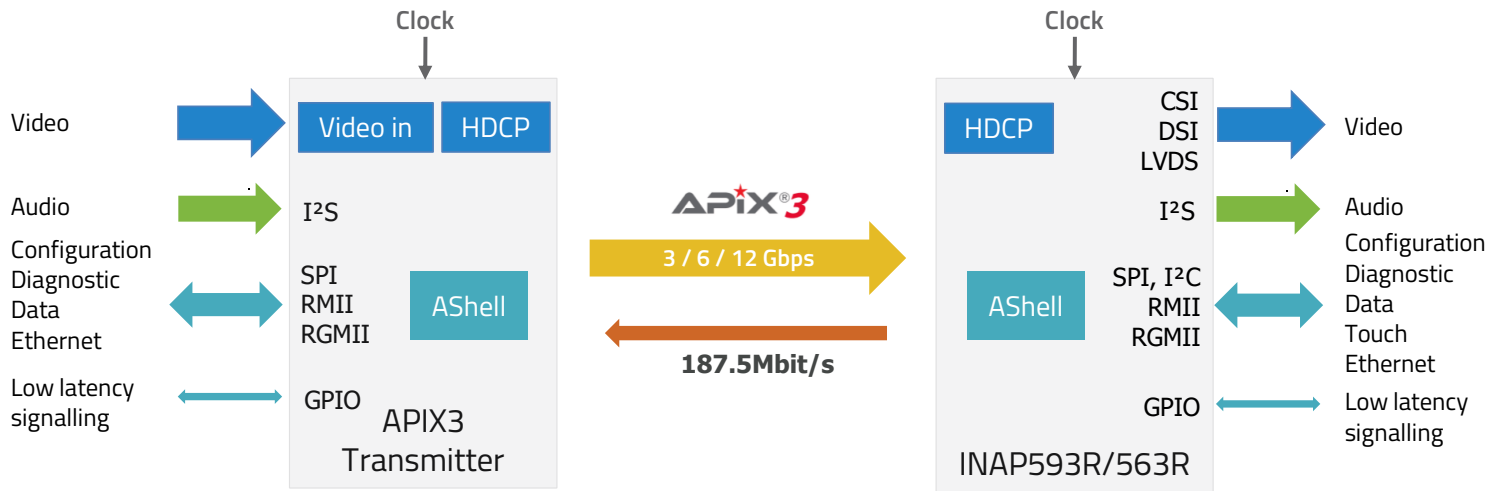 Clock
Clock
Video
Video in
HDCP
HDCP
CSI
DSI
LVDS
Video
Audio
I²S
APIX®3
I²S
Audio
Configuration
Diagnostic
Data
Ethernet
SPI
RMII
RGMII
AShell
3 / 6 / 12 Gbps
187.5Mbit/s
AShell
SPI, I²C
RMII
RGMII
Configuration
Diagnostic
Data
Touch
Ethernet
Low latency
signalling
GPIO
GPIO
Low latency
signalling
APIX3
Transmitter
INAP593R/563R